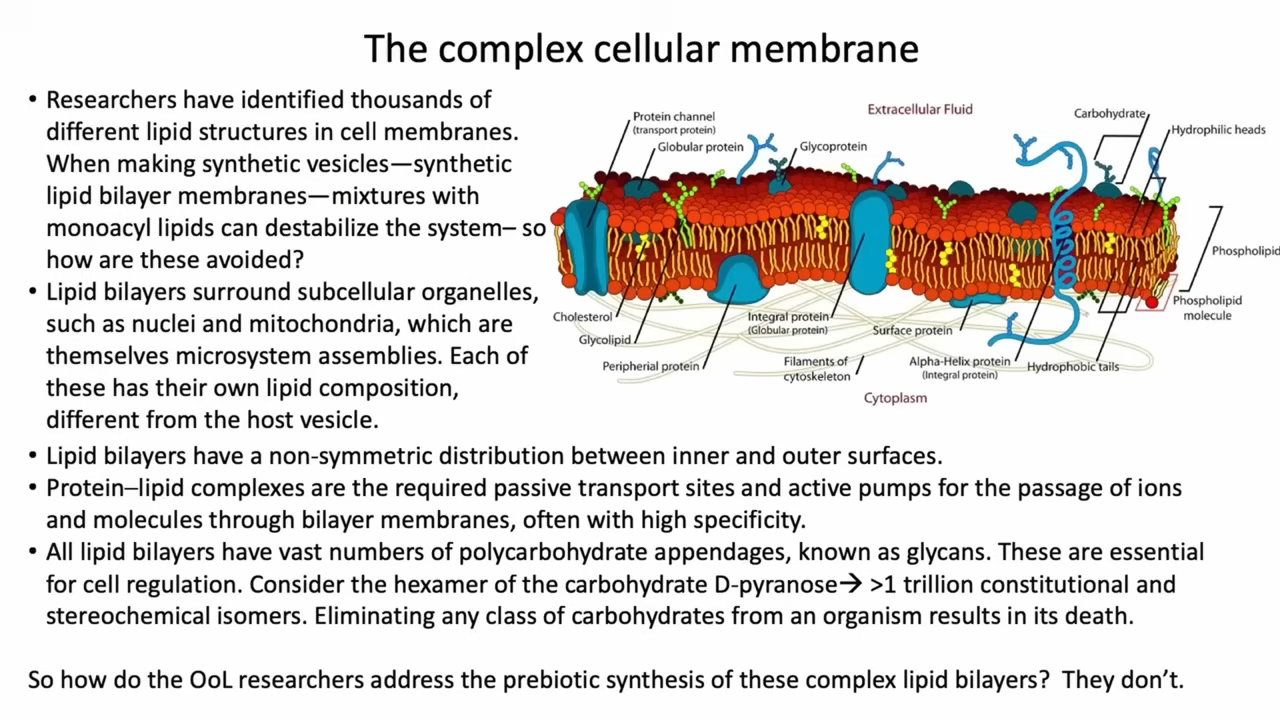 The complex cellular membrane
• Researchers have identified thousands of
different lipid structures in cell membranes.
When making synthetic vesicles—synthetic
lipid bilayer membranes—mixtures with
monoacyl lipids can destabilize the system– so
how are these avoided?
• Lipid bilayers surround subcellular organelles,
such as nuclei and mitochondria, which are
themselves microsystem assemblies. Each of
these has their own lipid composition,
different from the host vesicle.
• Lipid bilayers have a non-symmetric distribution between inner and outer surfaces.
• Protein–lipid complexes are the required passive transport sites and active pumps for the passage of ions
and molecules through bilayer membranes, often with high specificity.
• All lipid bilayers have vast numbers of polycarbohydrate appendages, known as glycans. These are essential
for cell regulation. Consider the hexamer of the carbohydrate D-pyranose→ >1 trillion constitutional and
stereochemical isomers. Eliminating any class of carbohydrates from an organism results in its death.
So how do the OoL researchers address the prebiotic synthesis of these complex lipid bilayers? They don't.
Extracellular Fluid
Protein channel
(transport protein)
Globular protein
Glycoprotein
Carbohydrate
Hydrophilic heads
Phospholipid
Phospholipid
molecule
Cholesterol
Glycolipid
Peripherial protein
Integral protein
(Globular protein)
Filaments of
cytoskeleton
Surface protein
Alpha-Helix protein
(Integral protein)
Hydrophobic tails
Cytoplasm